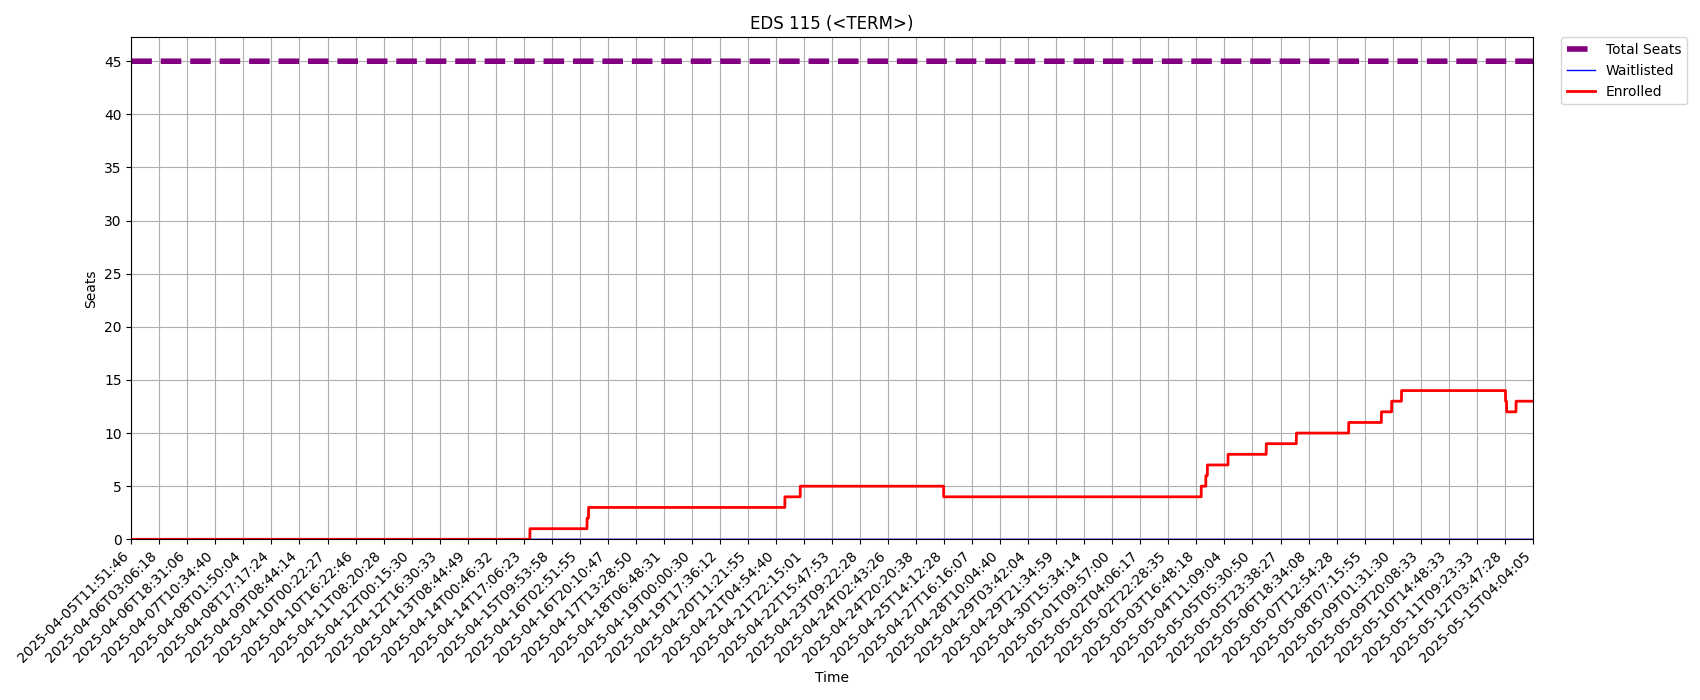 EDS 115 (<TERM>)
Total Seats
Waitlisted
Enrolled
Seats
45
40
35
30
25
20
15
10
5
0
2025-04-05T11:51:46
2025-04-06T03:06:18
2025-04-06T18:31:06
2025-04-07T10:34:40
2025-04-08T01:50:04
2025-04-08T17:17:24
2025-04-09T08:44:14
2025-04-10T00:22:27
2025-04-10T16:22:46
2025-04-11T08:20:28
2025-04-12T00:15:30
2025-04-12T16:30:33
2025-04-13T08:44:49
2025-04-14T00:46:32
2025-04-14T17:06:23
2025-04-15T09:53:58
2025-04-16T02:51:55
2025-04-16T20:10:47
2025-04-17T13:28:50
2025-04-18T06:48:31
2025-04-19T00:00:30
2025-04-19T17:36:12
2025-04-20T11:21:55
2025-04-21T04:54:40
2025-04-21T22:15:01
2025-04-22T15:47:53
2025-04-23T09:22:28
2025-04-24T02:43:26
2025-04-24T20:20:38
2025-04-25T14:12:28
2025-04-27T16:16:07
2025-04-28T10:04:40
2025-04-29T03:42:04
2025-04-29T21:34:59
2025-04-30T15:34:14
2025-05-01T09:57:00
2025-05-02T04:06:17
2025-05-02T22:28:35
2025-05-03T16:48:18
2025-05-04T11:09:04
2025-05-05T05:30:50
2025-05-05T23:38:27
2025-05-06T18:34:08
2025-05-07T12:54:28
2025-05-08T07:15:55
2025-05-09T01:31:30
2025-05-09T20:08:33
2025-05-10T14:48:33
2025-05-11T09:23:33
2025-05-12T03:47:28
2025-05-15T04:04:05
Time